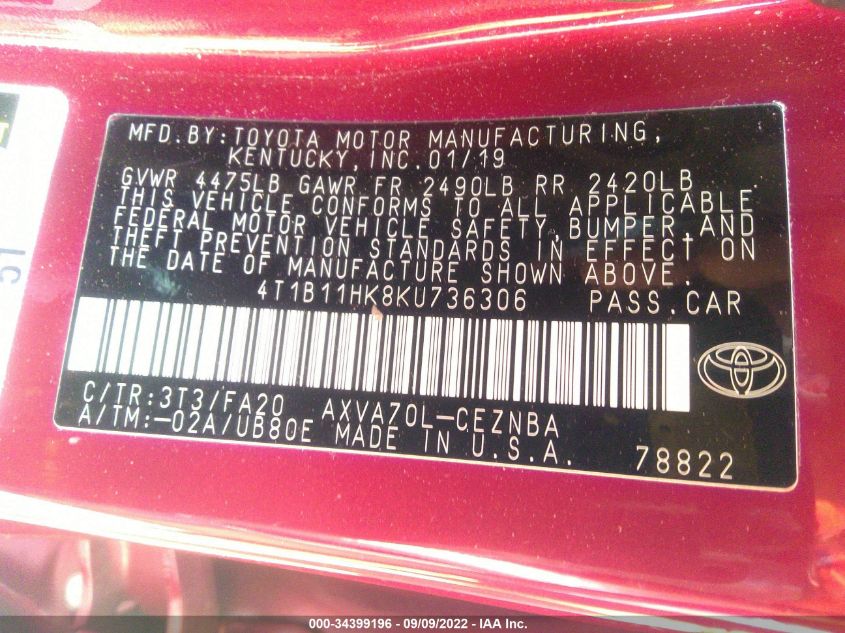 MFD.BY:TOYOTA MOTOR MANUFACTURING,
KENTUCKY,INC.01/19
GVWR 4475LB GAWR FR 2490LB RR 2420LB
THIS VEHICLE CONFORMS TO ALL APPLICABLE
FEDERAL MOTOR VEHICLE SAFETY,BUMPER,AND
THEFT PREVENTION STANDARDS IN EFFECT ON
THE DATE OF MANUFACTURE SHOWN ABOVE.
4T1B11HK8KU736306 PASS.CAR
C/TR:3T3/FA20 AXVA70L-CEZNBA
A/TM:-02A/UB80E MADE IN U.S.A. 78822
000-34399196 - 09/09/2022 - IAA Inc.